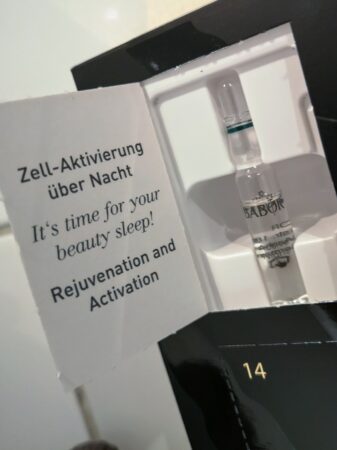 Zell-Aktivierung
über Nacht
It's time for your
beauty sleep!
Rejuvenation and
Activation
BABOR
14